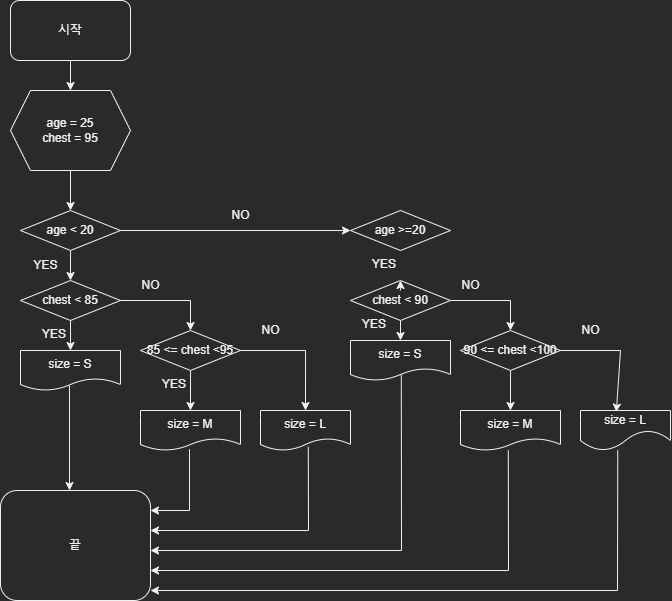 시작
age = 25
chest = 95
NO
age < 20
age >=20
YES
YES
NO
NO
chest < 85
chest < 90
YES
NO
YES
NO
85 <= chest <95
90 <= chest <100
size = S
size = S
YES
size = M
size = L
size = M
size = L
끝